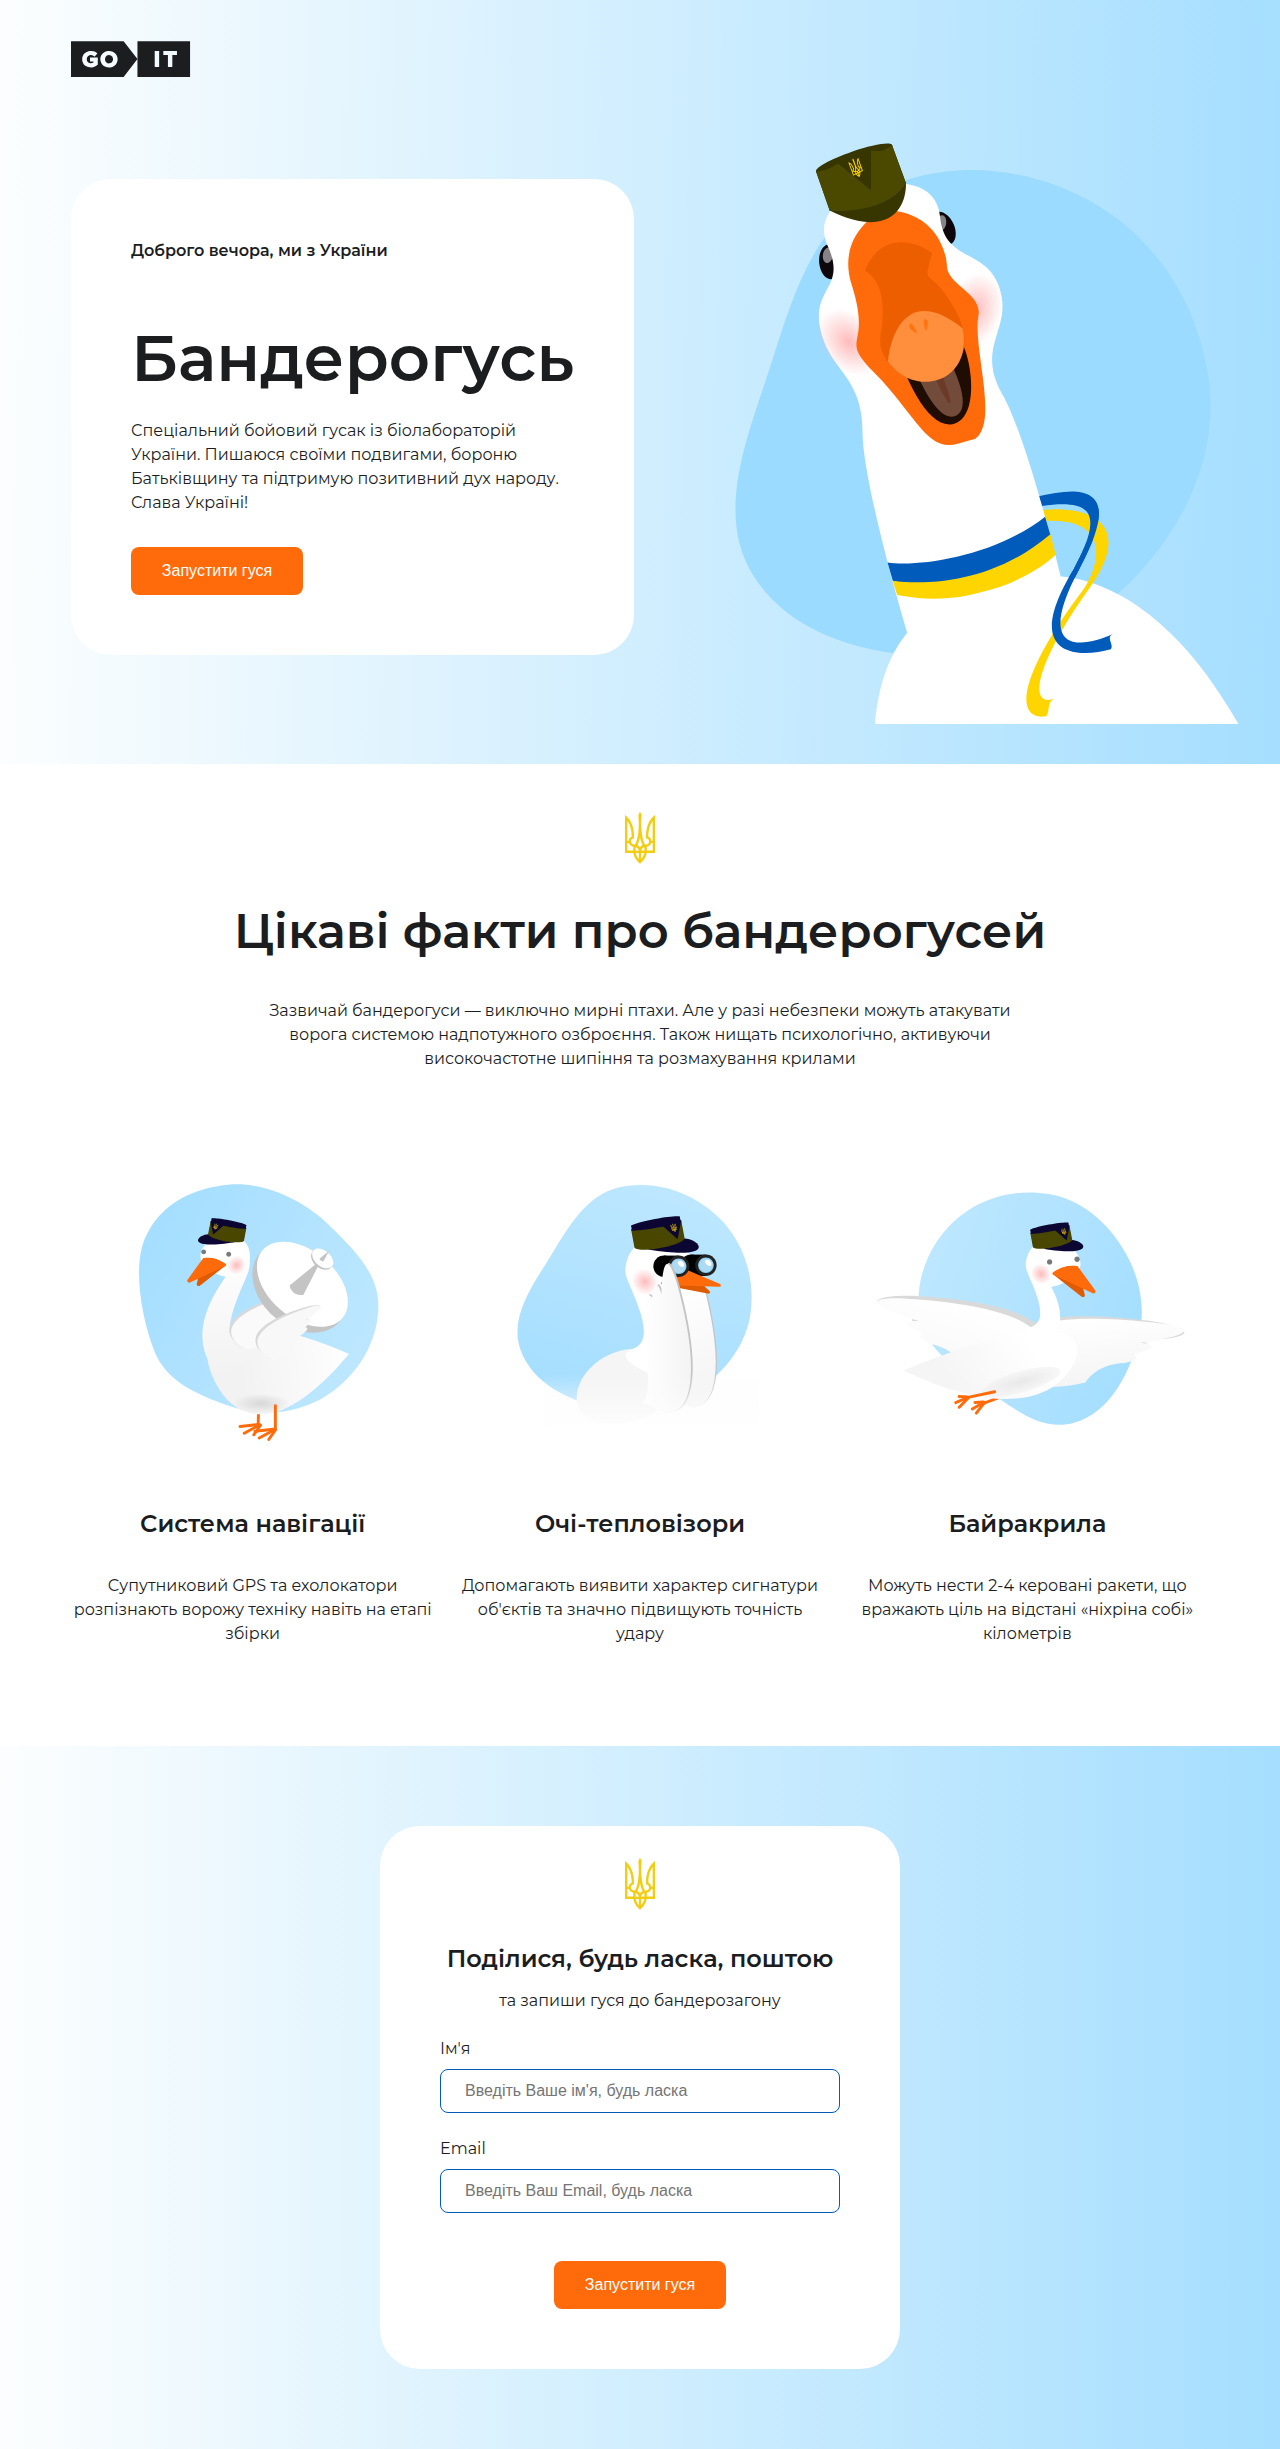 GO IT
Доброго вечора, ми з України
Бандерогусь
Спеціальний бойовий гусак із біолабораторій
України. Пишаюся своїми подвигами, бороню
Батьківщину та підтримую позитивний дух народу.
Слава Україні!
Запустити гуся
Цікаві факти про бандерогусей
Зазвичай бандерогуси — виключно мирні птахи. Але у разі небезпеки можуть атакувати
ворога системою надпотужного озброєння. Також нищать психологічно, активуючи
високочастотне шипіння та розмахування крилами
Система навігації
Супутниковий GPS та ехолокатори
розпізнають ворожу техніку навіть на етапі
збірки
Очі-тепловізори
Допомагають виявити характер сигнатури
об'єктів та значно підвищують точність
удару
Байракрила
Можуть нести 2-4 керовані ракети, що
вражають ціль на відстані «ніхріна собі»
кілометрів
Поділися, будь ласка, поштою
та запиши гуся до бандерозагону
Ім'я
Введіть Ваше ім'я, будь ласка
Email
Введіть Ваш Email, будь ласка
Запустити гуся